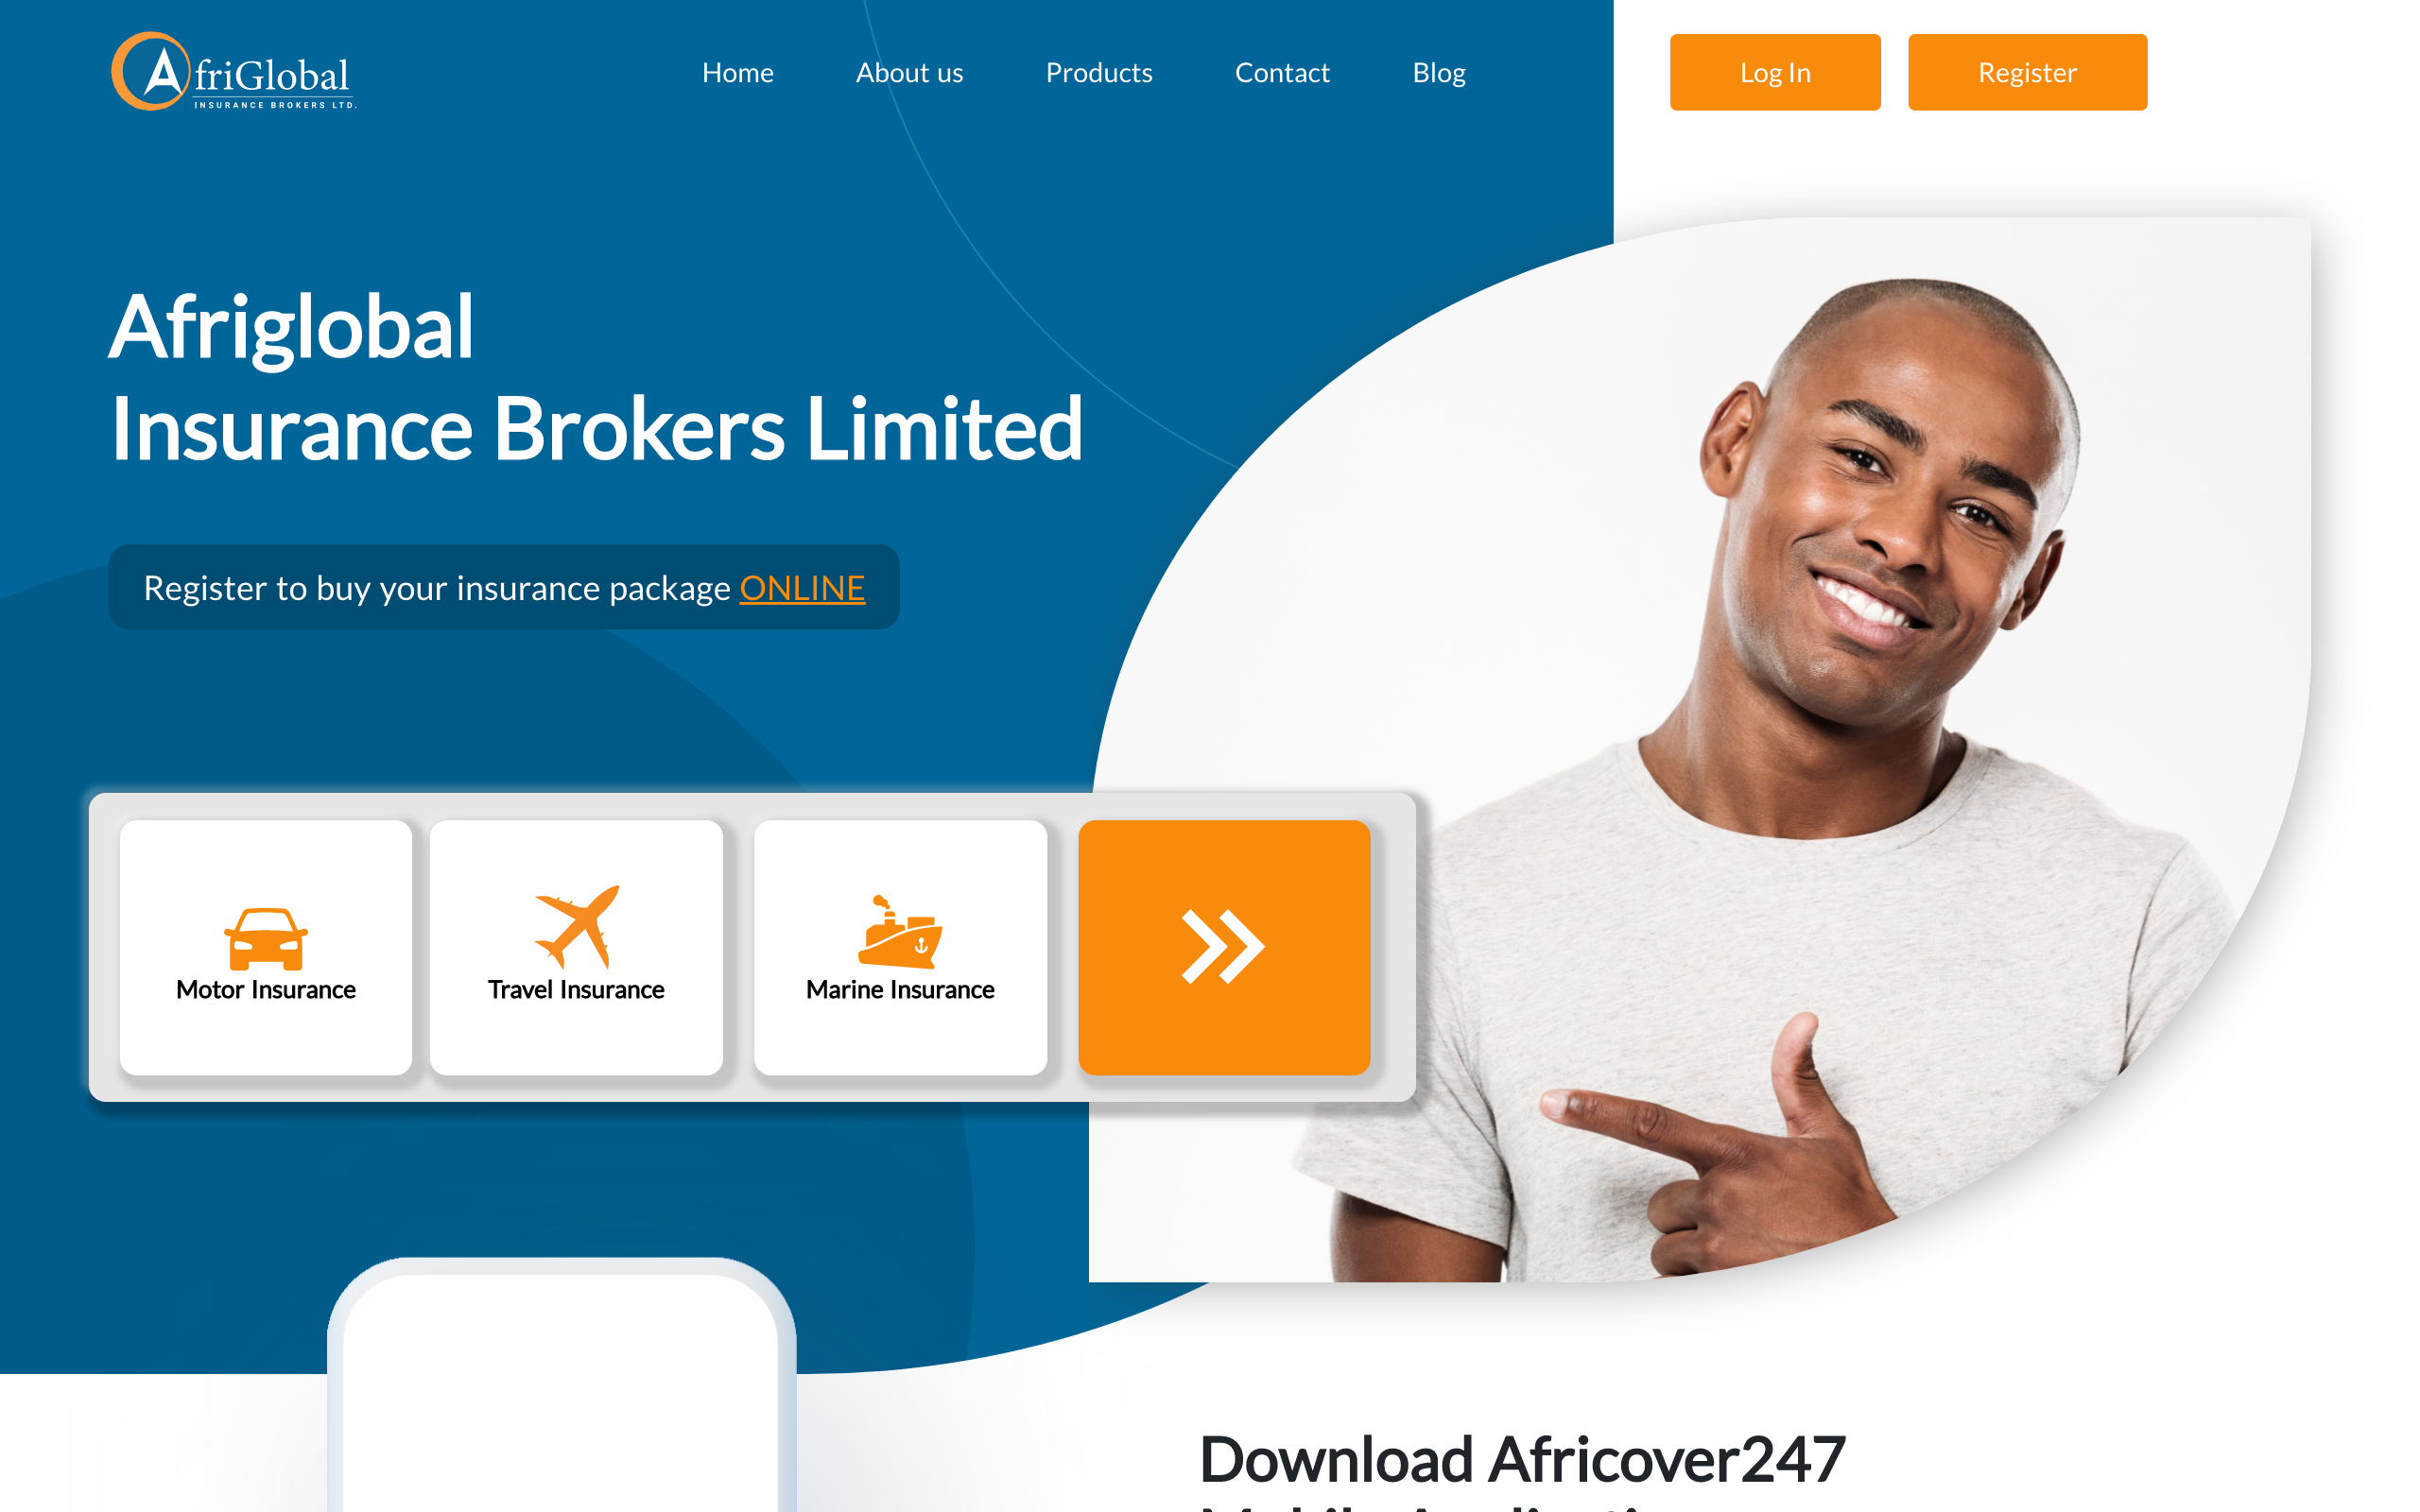 AfriGlobal
INSURANCE BROKERS LTD.
Home
About us
Products
Contact
Blog
Log In
Register
Afriglobal
Insurance Brokers Limited
Register to buy your insurance package ONLINE
Motor Insurance
Travel Insurance
Marine Insurance
Download Africover247